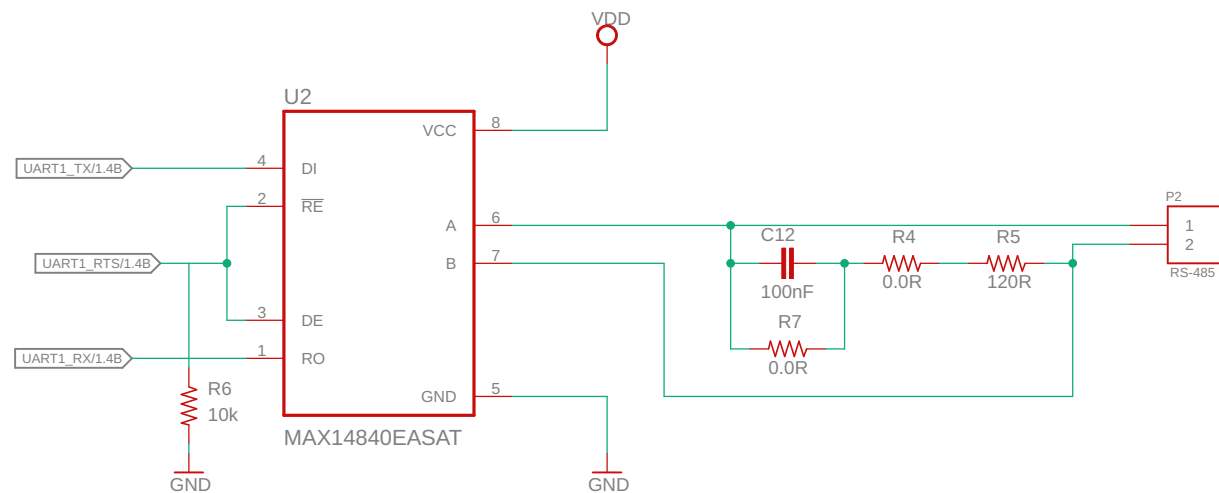 VDD
U2
VCC
8
UART1_TX/1.4B
4
DI
2
RE
P2
A
6
C12
R4
R5
1
2
UART1_RTS/1.4B
B
7
100nF
0.0R
120R
RS-485
3
DE
R7
UART1_RX/1.4B
1
RO
0.0R
R6
10k
GND
5
MAX14840EASAT
GND
GND